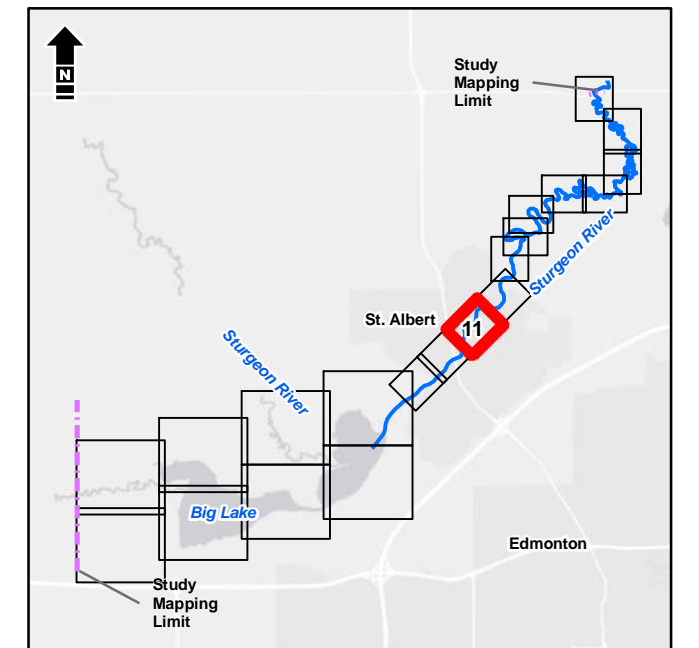 N
Study
Mapping
Limit
Sturgeon River
St. Albert
11
Sturgeon River
Big Lake
Edmonton
Study
Mapping
Limit